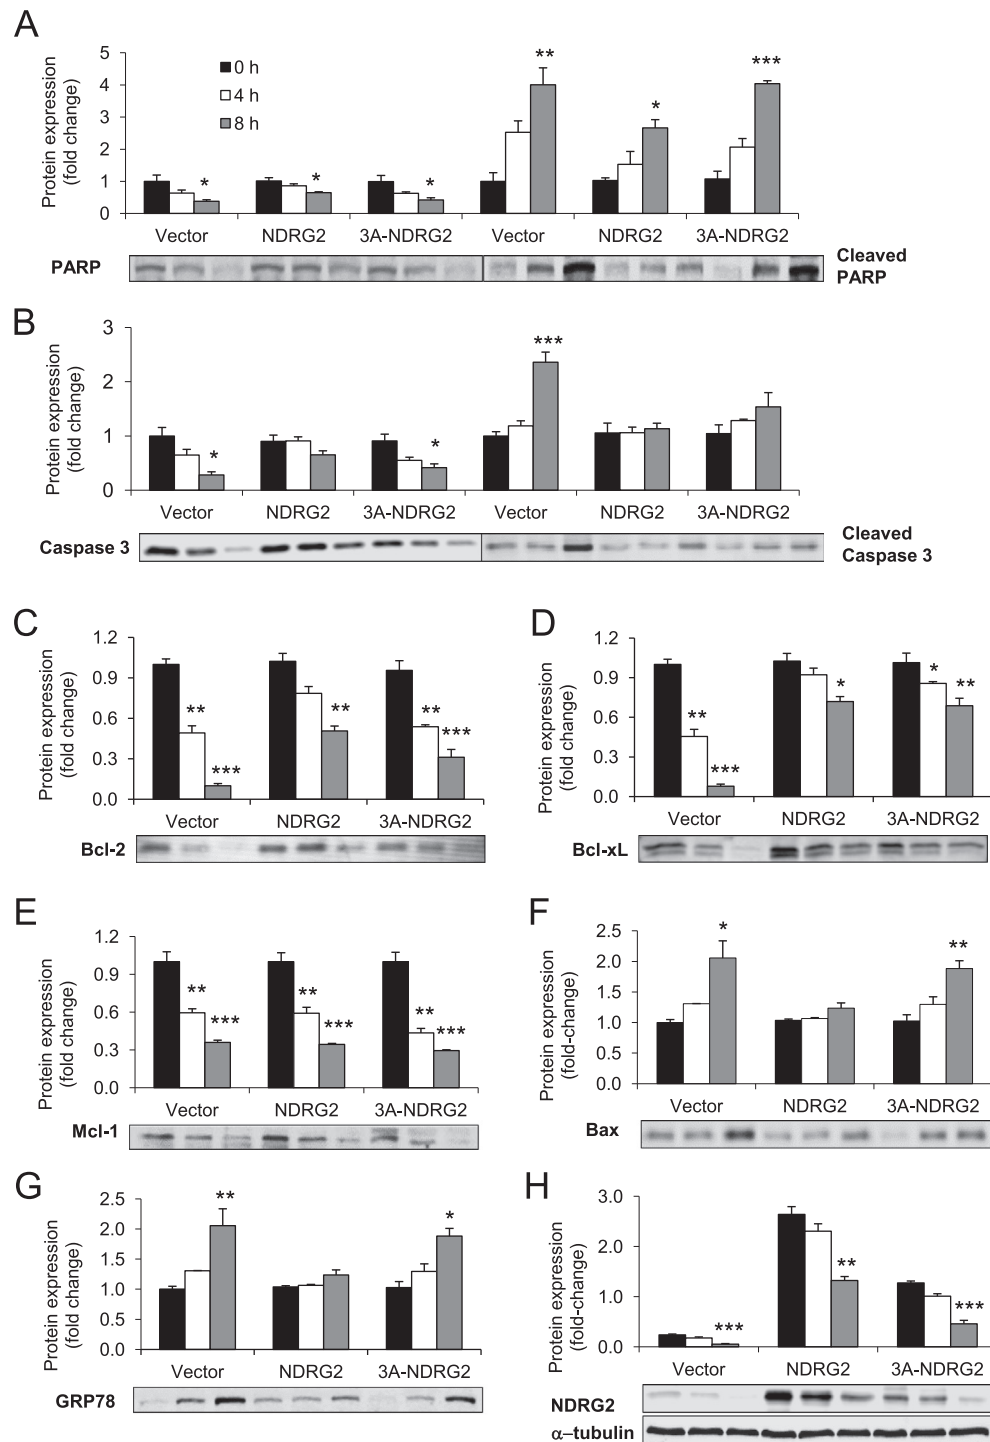 A
Protein expression
(fold change)
5
4
3
2
1
0
0 h
4 h
8 h
* * * ** * ***
Vector NDRG2 3A-NDRG2 Vector NDRG2 3A-NDRG2
PARP
Cleaved
PARP
B
Protein expression
(fold change)
3
2
1
0
* * ***
Vector NDRG2 3A-NDRG2 Vector NDRG2 3A-NDRG2
Caspase 3
Cleaved
Caspase 3
C
Protein expression
(fold change)
1.2
0.9
0.6
0.3
0.0
** *** ** ** ***
Vector NDRG2 3A-NDRG2
Bcl-2
D
Protein expression
(fold change)
1.2
0.9
0.6
0.3
0.0
** *** * * **
Vector NDRG2 3A-NDRG2
Bcl-xL
E
Protein expression
(fold change)
1.2
0.9
0.6
0.3
0.0
** *** ** *** ** ***
Vector NDRG2 3A-NDRG2
Mcl-1
F
Protein expression
(fold-change)
2.5
2.0
1.5
1.0
0.5
0.0
* **
Vector NDRG2 3A-NDRG2
Bax
G
Protein expression
(fold change)
2.5
2.0
1.5
1.0
0.5
0.0
** *
Vector NDRG2 3A-NDRG2
GRP78
H
Protein expression
(fold-change)
3.0
2.0
1.0
0.0
*** ** ***
Vector NDRG2 3A-NDRG2
NDRG2
α–tubulin